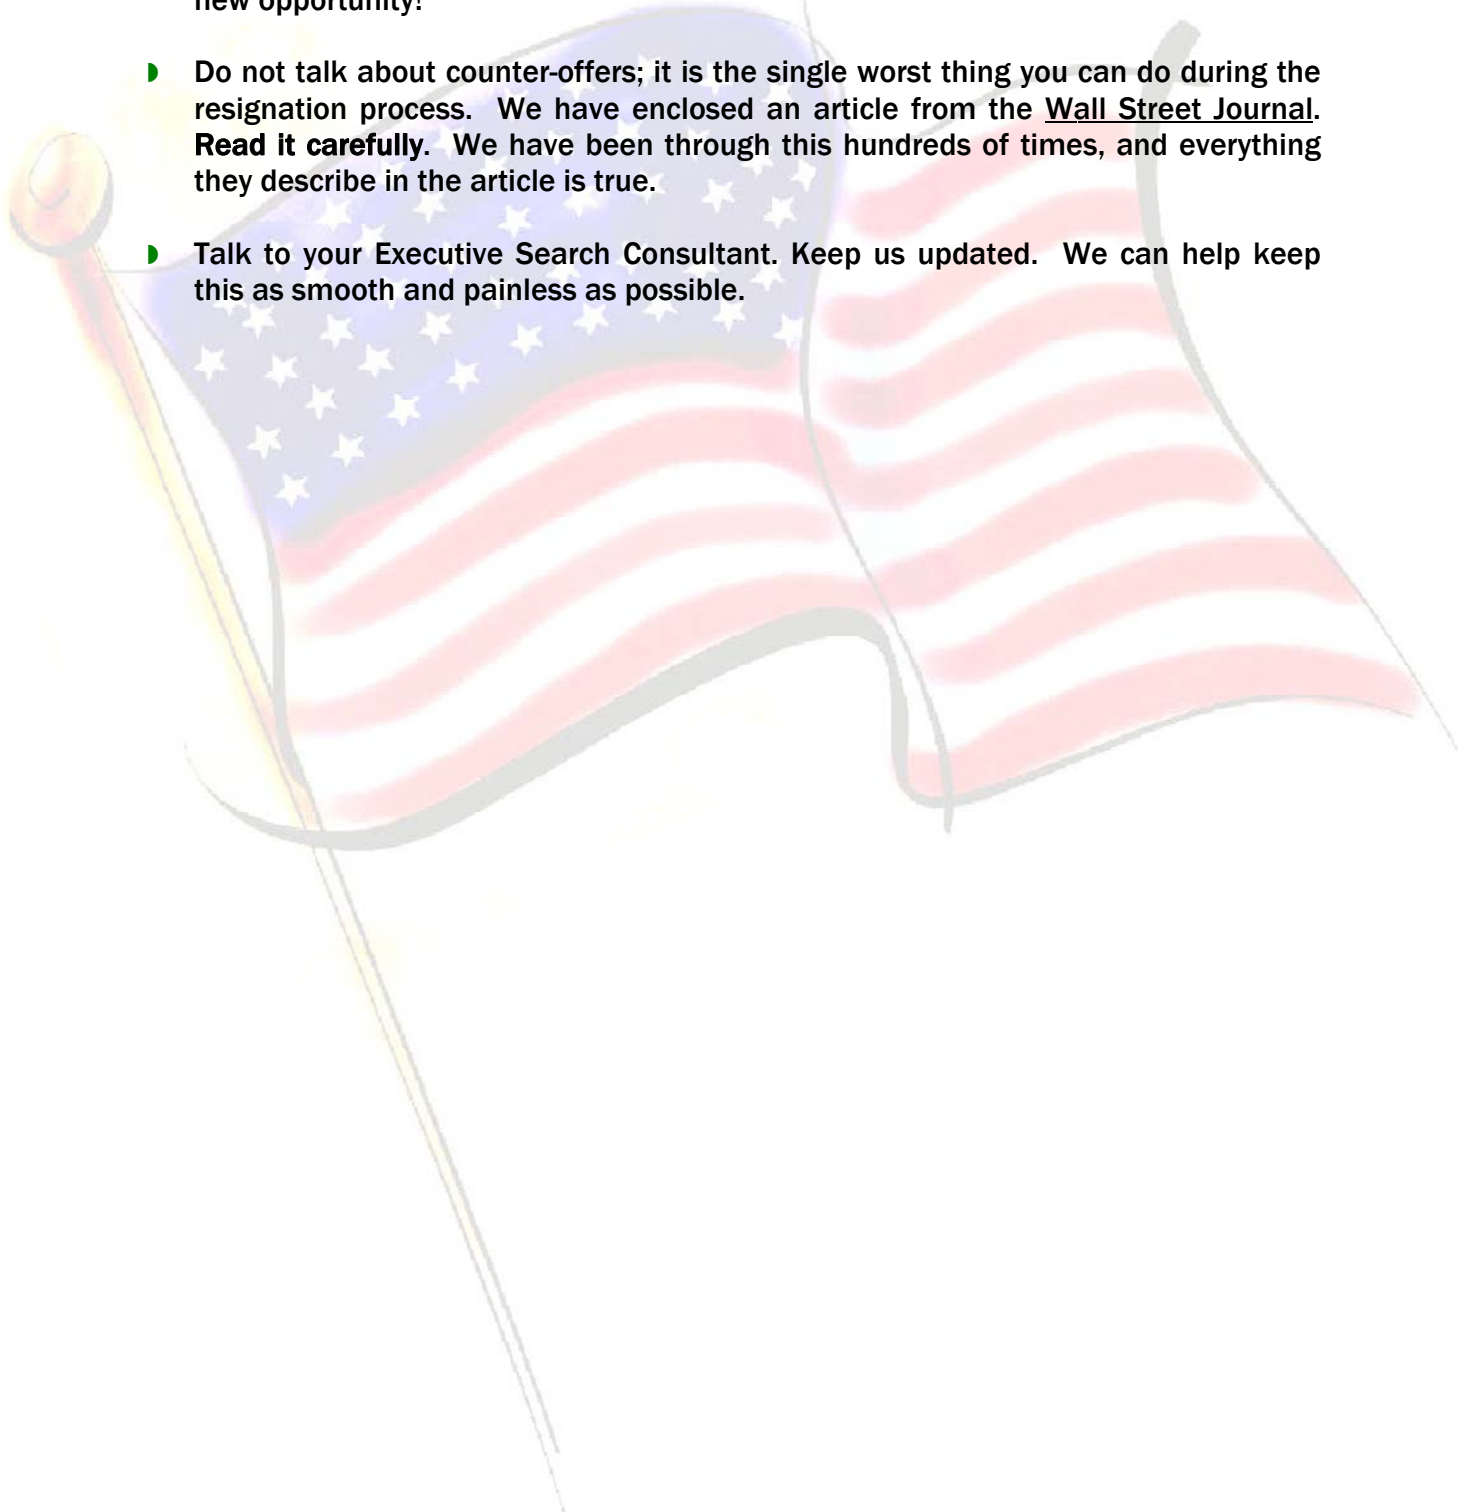 new opportunity!
Do not talk about counter-offers; it is the single worst thing you can do during the
resignation process. We have enclosed an article from the Wall Street Journal.
Read it carefully. We have been through this hundreds of times, and everything
they describe in the article is true.
Talk to your Executive Search Consultant. Keep us updated. We can help keep
this as smooth and painless as possible.